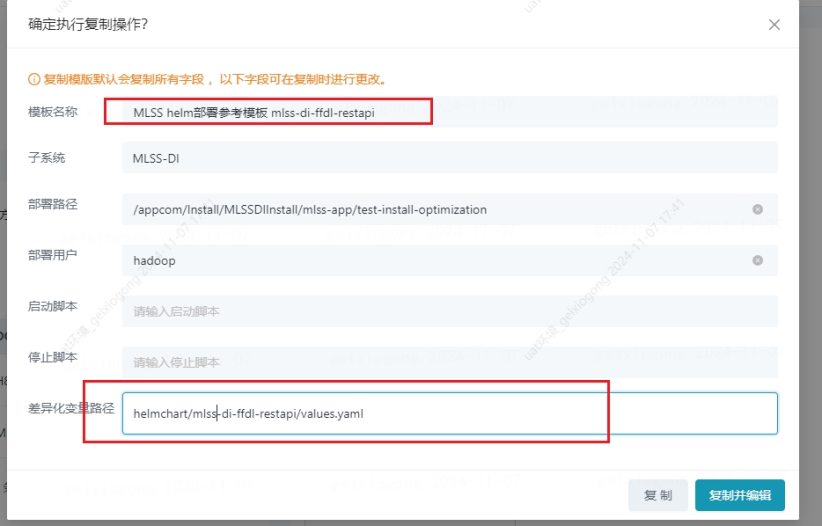 确定执行复制操作?
复制模版默认会复制所有字段，以下字段可在复制时进行更改。
模板名称 MLSS helm部署参考模板 mlss-di-ffdl-restapi
子系统 MLSS-DI
部署路径 /appcom/Install/MLSSDIInstall/mlss-app/test-install-optimization
部署用户 hadoop
启动脚本 请输入启动脚本
停止脚本 请输入停止脚本
差异化变量路径 helmchart/mlss-di-ffdl-restapi/values.yaml
复制 复制并编辑